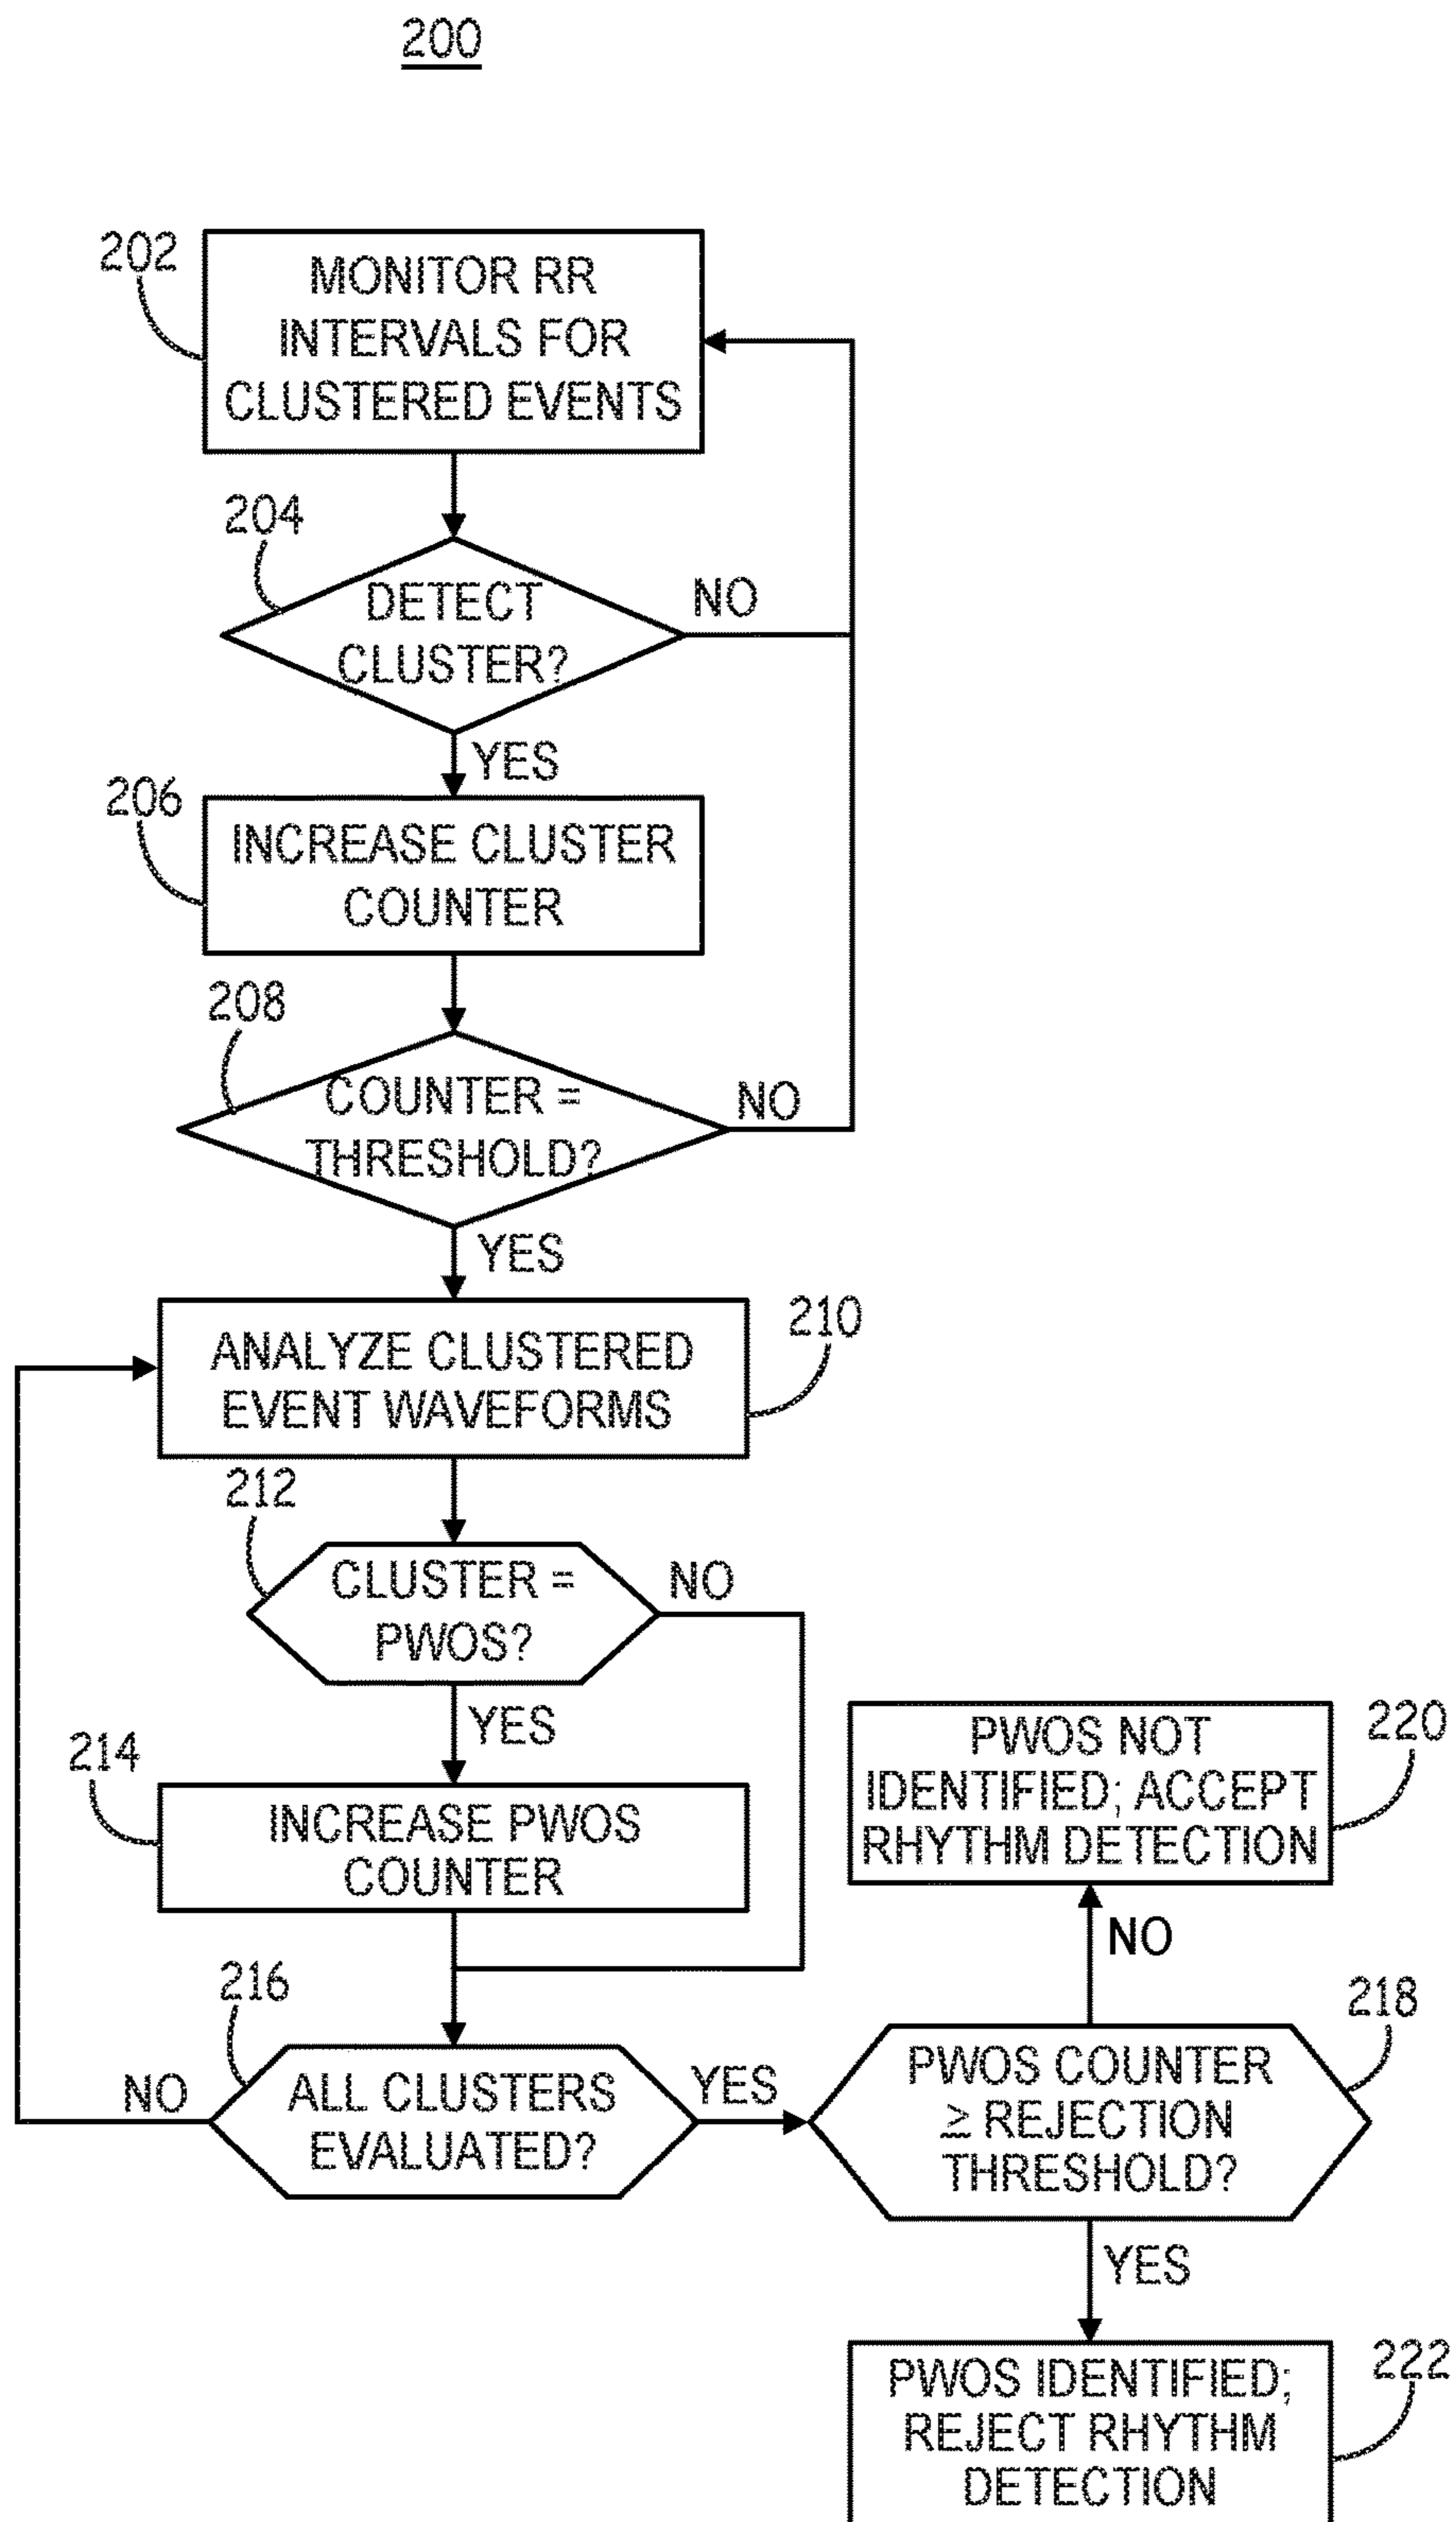 200
202
MONITOR RR
INTERVALS FOR
CLUSTERED EVENTS
204
DETECT
CLUSTER?
NO
YES
206
INCREASE CLUSTER
COUNTER
208
COUNTER =
THRESHOLD?
NO
YES
210
ANALYZE CLUSTERED
EVENT WAVEFORMS
212
CLUSTER =
PWOS?
NO
YES
214
INCREASE PWOS
COUNTER
216
ALL CLUSTERS
EVALUATED?
NO
YES
218
PWOS COUNTER
≥ REJECTION
THRESHOLD?
NO
220
PWOS NOT
IDENTIFIED; ACCEPT
RHYTHM DETECTION
YES
222
PWOS IDENTIFIED;
REJECT RHYTHM
DETECTION